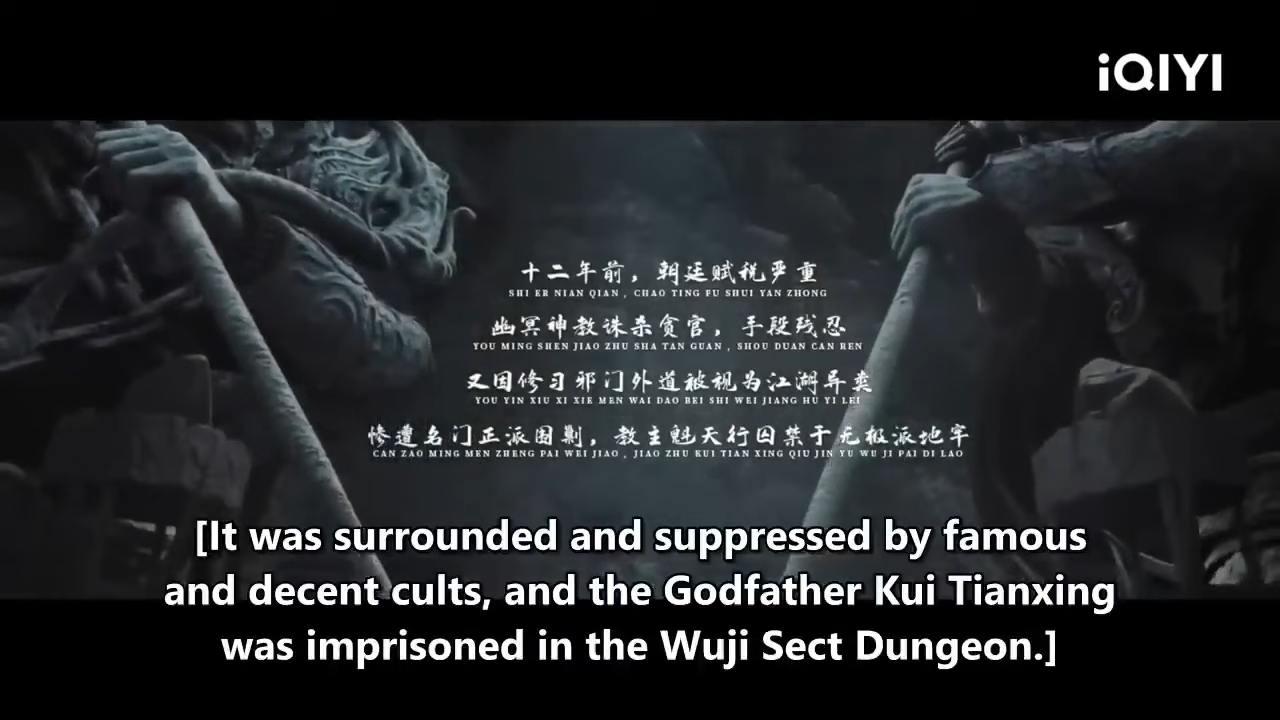 iQIYI
十二年前，朝廷赋税严重
SHI ER NIAN QIAN , CHAO TING FU SHUI YAN ZHONG
幽冥神教诛杀贪官，手段残忍
YOU MING SHEN JIAO ZHU SHA TAN GUAN , SHOU DUAN CAN REN
又因修习邪门外道被视为江湖异类
YOU YIN XIU XI XIE MEN WAI DAO BEI SHI WEI JIANG HU YI LEI
惨遭名门正派围剿，教主魁天行囚禁于无极派地牢
CAN ZAO MING MEN ZHENG PAI WEI JIAO , JIAO ZHU KUI TIAN XING QIU JIN YU WU JI PAI DI LAO
[It was surrounded and suppressed by famous
and decent cults, and the Godfather Kui Tianxing
was imprisoned in the Wuji Sect Dungeon.]